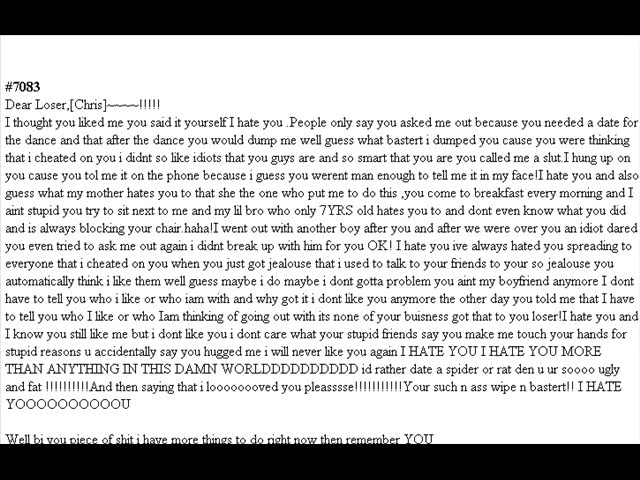 #7083
Dear Loser,[Chris]~~~~!!!!!
I thought you liked me you said it yourself I hate you .People only say you asked me out because you needed a date for
the dance and that after the dance you would dump me well guess what bastert i dumped you cause you were thinking
that i cheated on you i didnt so like idiots that you guys are and so smart that you are you called me a slut.I hung up on
you cause you tol me it on the phone because i guess you werent man enough to tell me it in my face!I hate you and also
guess what my mother hates you to that she the one who put me to do this ,you come to breakfast every morning and I
aint stupid you try to sit next to me and my lil bro who only 7YRS old hates you to and dont even know what you did
and is always blocking your chair.haha!I went out with another boy after you and after we were over you an idiot dared
you even tried to ask me out again i didnt break up with him for you OK! I hate you ive always hated you spreading to
everyone that i cheated on you when you just got jealouse that i used to talk to your friends to your so jealouse you
automatically think i like them well guess maybe i do maybe i dont gotta problem you aint my boyfriend anymore I dont
have to tell you who i like or who iam with and why got it i dont like you anymore the other day you told me that I have
to tell you who I like or who Iam thinking of going out with its none of your buisness got that to you loser!I hate you and
I know you still like me but i dont like you i dont care what your stupid friends say you make me touch your hands for
stupid reasons u accidentally say you hugged me i will never like you again I HATE YOU I HATE YOU MORE
THAN ANYTHING IN THIS DAMN WORLDDDDDDDDDD id rather date a spider or rat den u ur soooo ugly
and fat !!!!!!!!!!And then saying that i looooooved you pleasssse!!!!!!!!!!!Your such n ass wipe n bastert!! I HATE
YOOOOOOOOOOU
Well bi you piece of shit i have more things to do right now then remember YOU